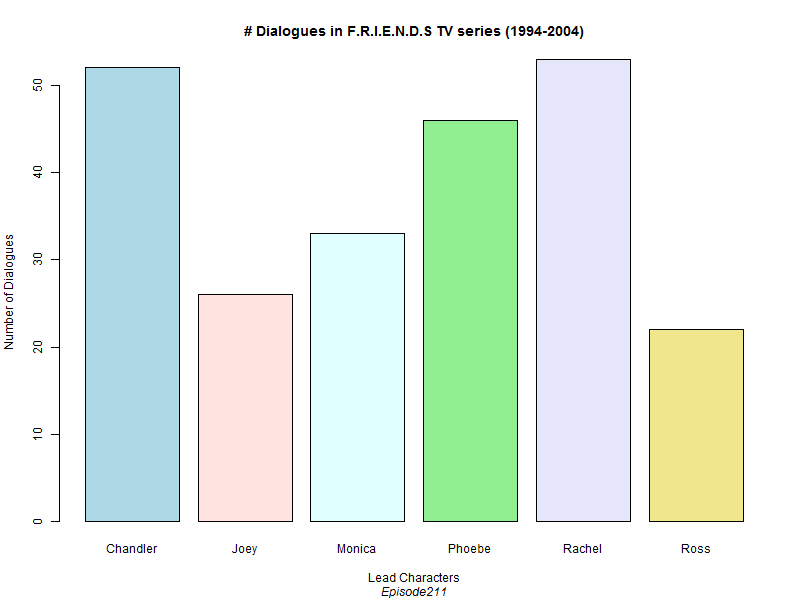 # Dialogues in F.R.I.E.N.D.S TV series (1994-2004)
Number of Dialogues
50
40
30
20
10
0
Chandler Joey Monica Phoebe Rachel Ross
Lead Characters
Episode211